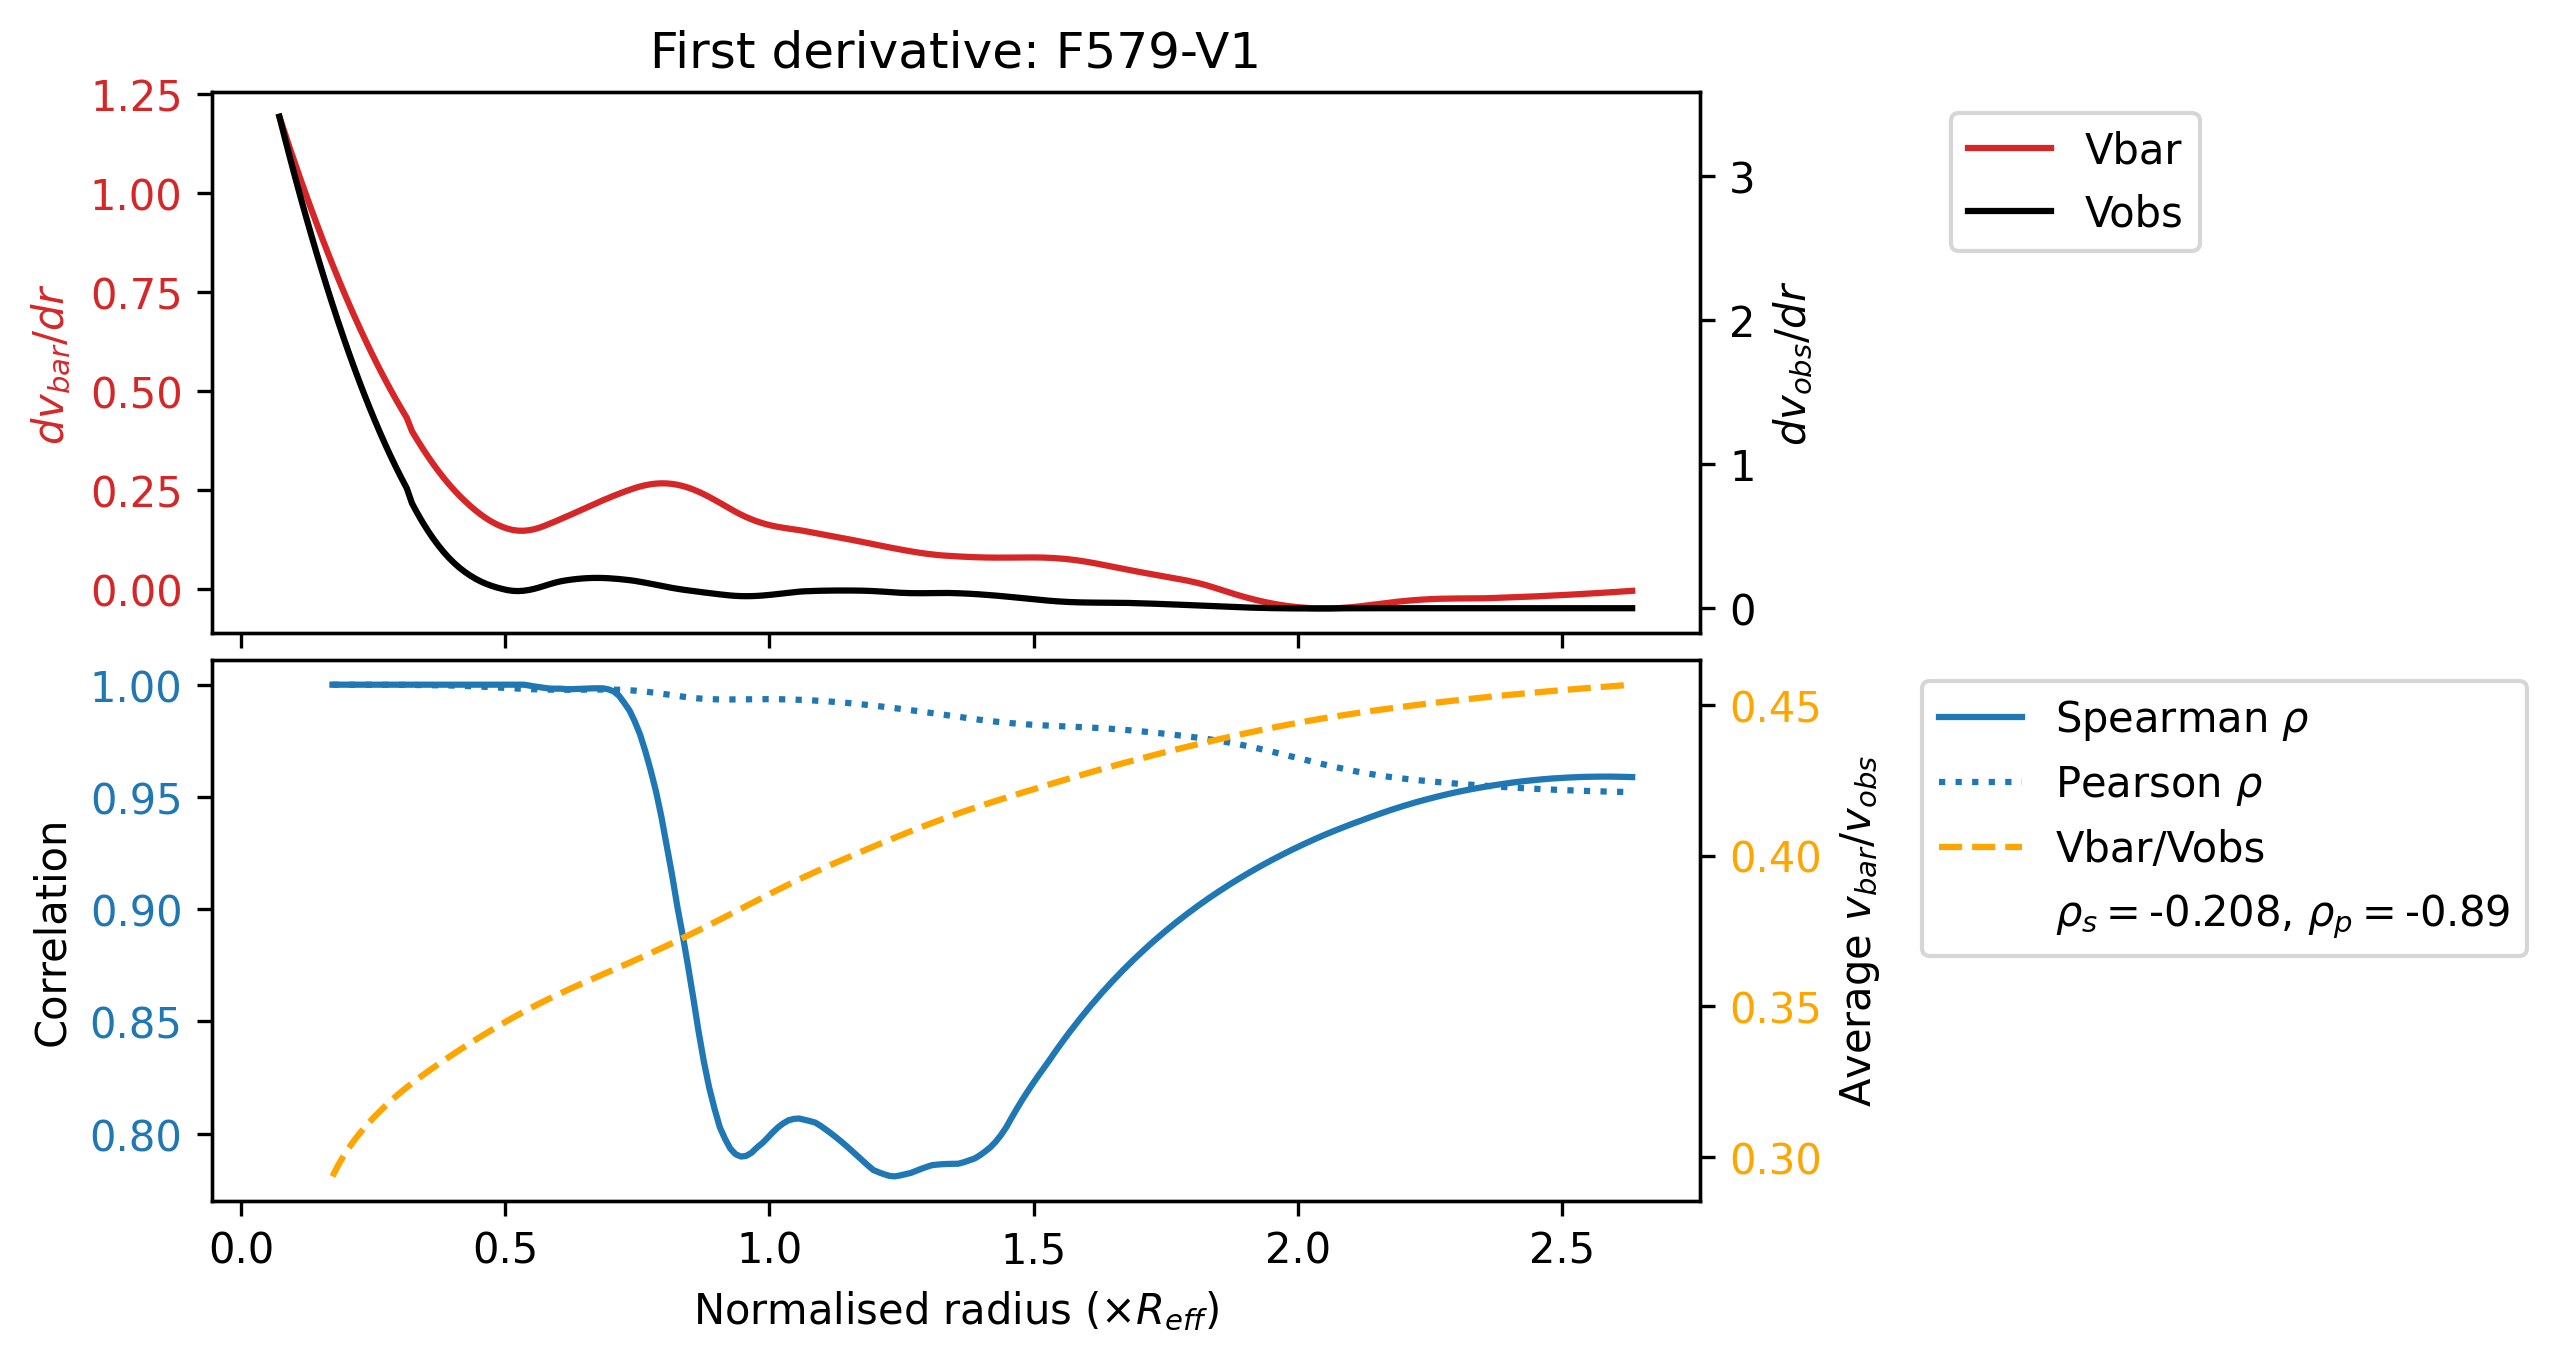 First derivative: F579-V1
1.25
1.00
0.75
0.50
0.25
0.00
dv_bar/dr
3
2
1
0
dv_obs/dr
Vbar
Vobs
1.00
0.95
0.90
0.85
0.80
Correlation
0.45
0.40
0.35
0.30
Average v_bar/v_obs
Spearman ρ
Pearson ρ
Vbar/Vobs
ρ_s = -0.208, ρ_p = -0.89
0.0 0.5 1.0 1.5 2.0 2.5
Normalised radius (×R_eff)